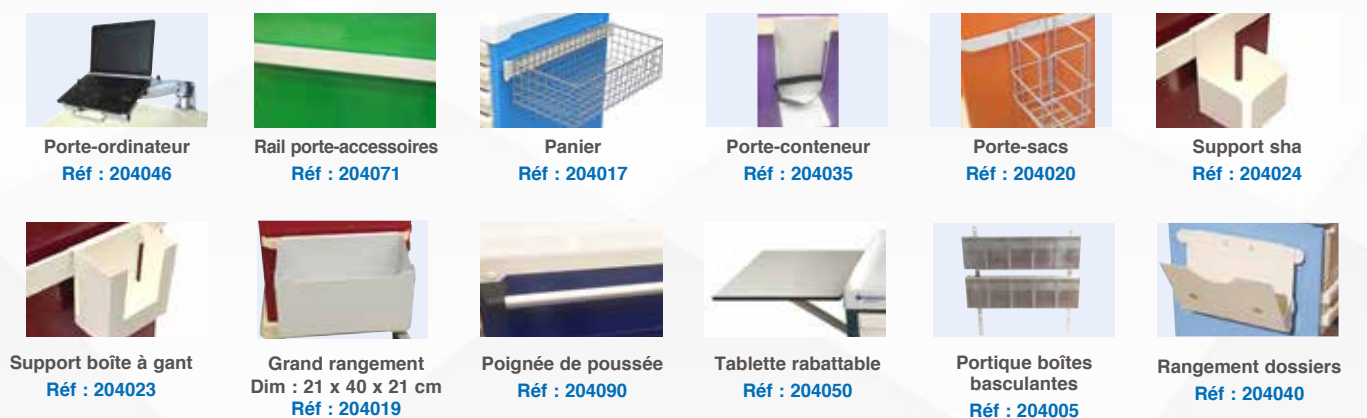 Porte-ordinateur
Réf : 204046
Rail porte-accessoires
Réf : 204071
Panier
Réf : 204017
Porte-conteneur
Réf : 204035
Porte-sacs
Réf : 204020
Support sha
Réf : 204024
Support boîte à gant
Réf : 204023
Grand rangement
Dim : 21 x 40 x 21 cm
Réf : 204019
Poignée de poussée
Réf : 204090
Tablette rabattable
Réf : 204050
Portique boîtes
basculantes
Réf : 204005
Rangement dossiers
Réf : 204040